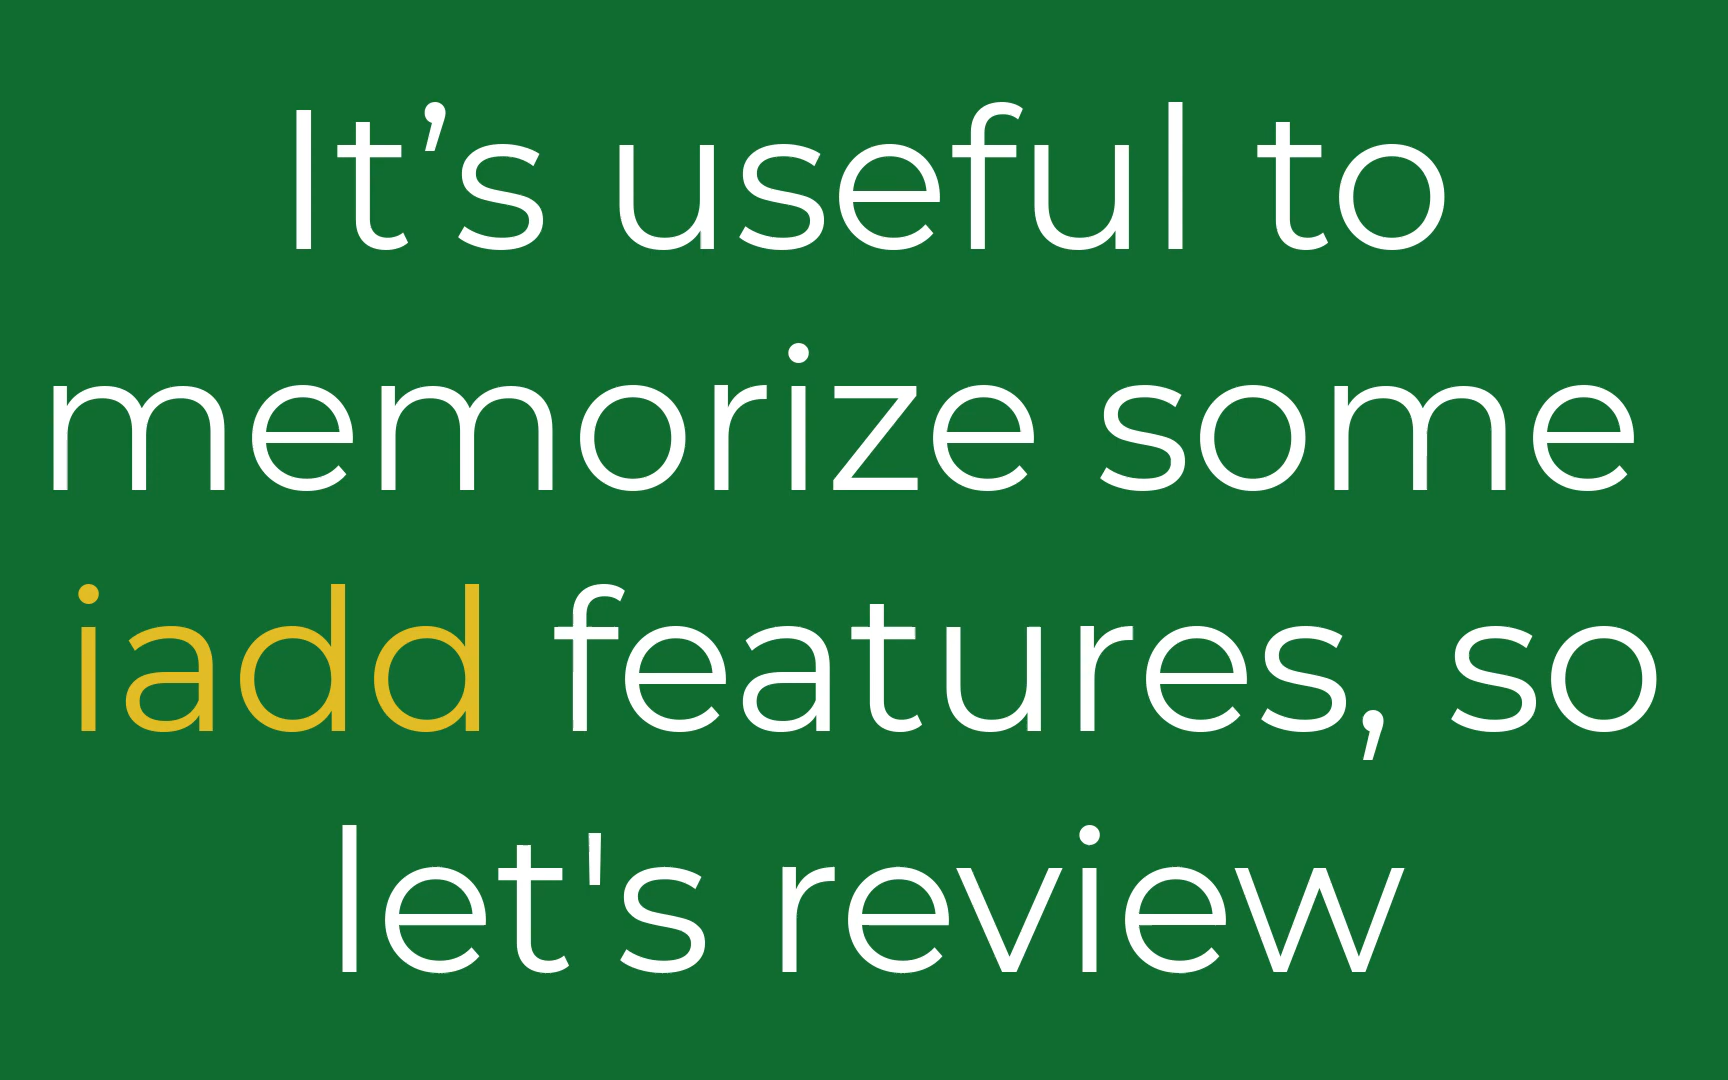 It’s useful to
memorize some
iadd features, so
let's review